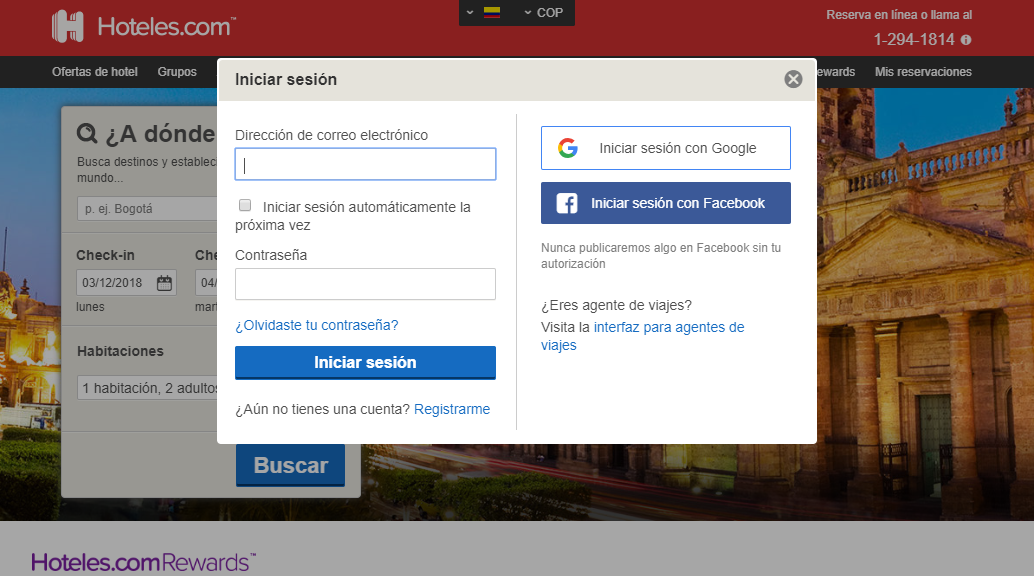 Hoteles.com™
COP
Reserva en línea o llama al
1-294-1814
Ofertas de hotel Grupos
ewards Mis reservaciones
Iniciar sesión
¿A dónde
Busca destinos y estableci
mundo...
p. ej. Bogotá
Check-in
Che
03/12/2018
04/
lunes
mart
Habitaciones
1 habitación, 2 adultos
Buscar
Dirección de correo electrónico
Iniciar sesión automáticamente la
próxima vez
Contraseña
¿Olvidaste tu contraseña?
Iniciar sesión
¿Aún no tienes una cuenta? Registrarme
Iniciar sesión con Google
Iniciar sesión con Facebook
Nunca publicaremos algo en Facebook sin tu
autorización
¿Eres agente de viajes?
Visita la interfaz para agentes de
viajes
Hoteles.comRewards™